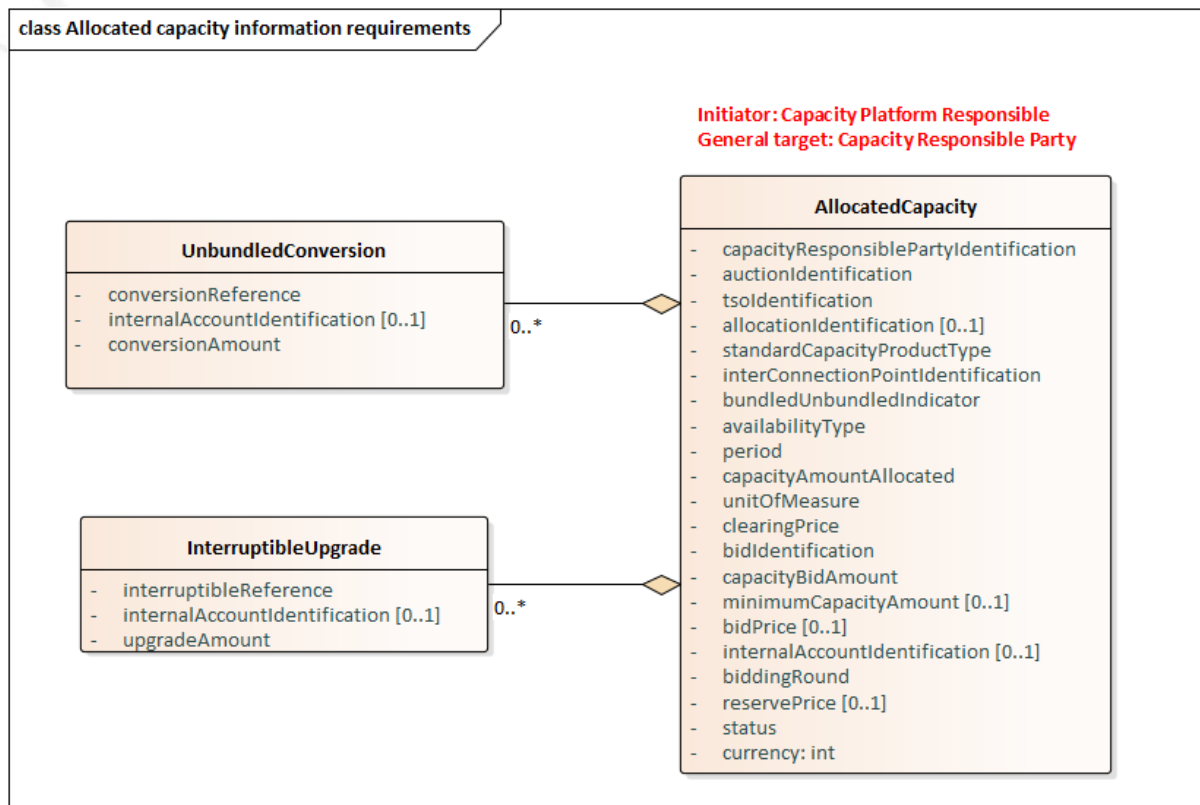 class Allocated capacity information requirements
Initiator: Capacity Platform Responsible
General target: Capacity Responsible Party
UnbundledConversion
- conversionReference
- internalAccountIdentification [0..1]
- conversionAmount
0..*
InterruptibleUpgrade
- interruptibleReference
- internalAccountIdentification [0..1]
- upgradeAmount
0..*
AllocatedCapacity
- capacityResponsiblePartyIdentification
- auctionIdentification
- tsoIdentification
- allocationIdentification [0..1]
- standardCapacityProductType
- interConnectionPointIdentification
- bundledUnbundledIndicator
- availabilityType
- period
- capacityAmountAllocated
- unitOfMeasure
- clearingPrice
- bidIdentification
- capacityBidAmount
- minimumCapacityAmount [0..1]
- bidPrice [0..1]
- internalAccountIdentification [0..1]
- biddingRound
- reservePrice [0..1]
- status
- currency: int